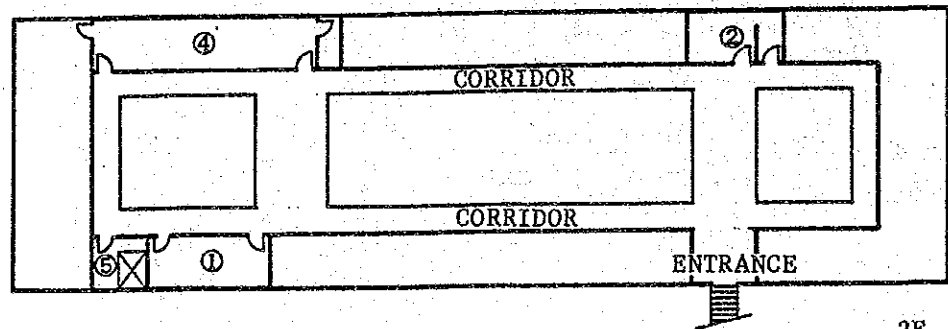 ④
②
CORRIDOR
CORRIDOR
⑤
①
ENTRANCE
2F